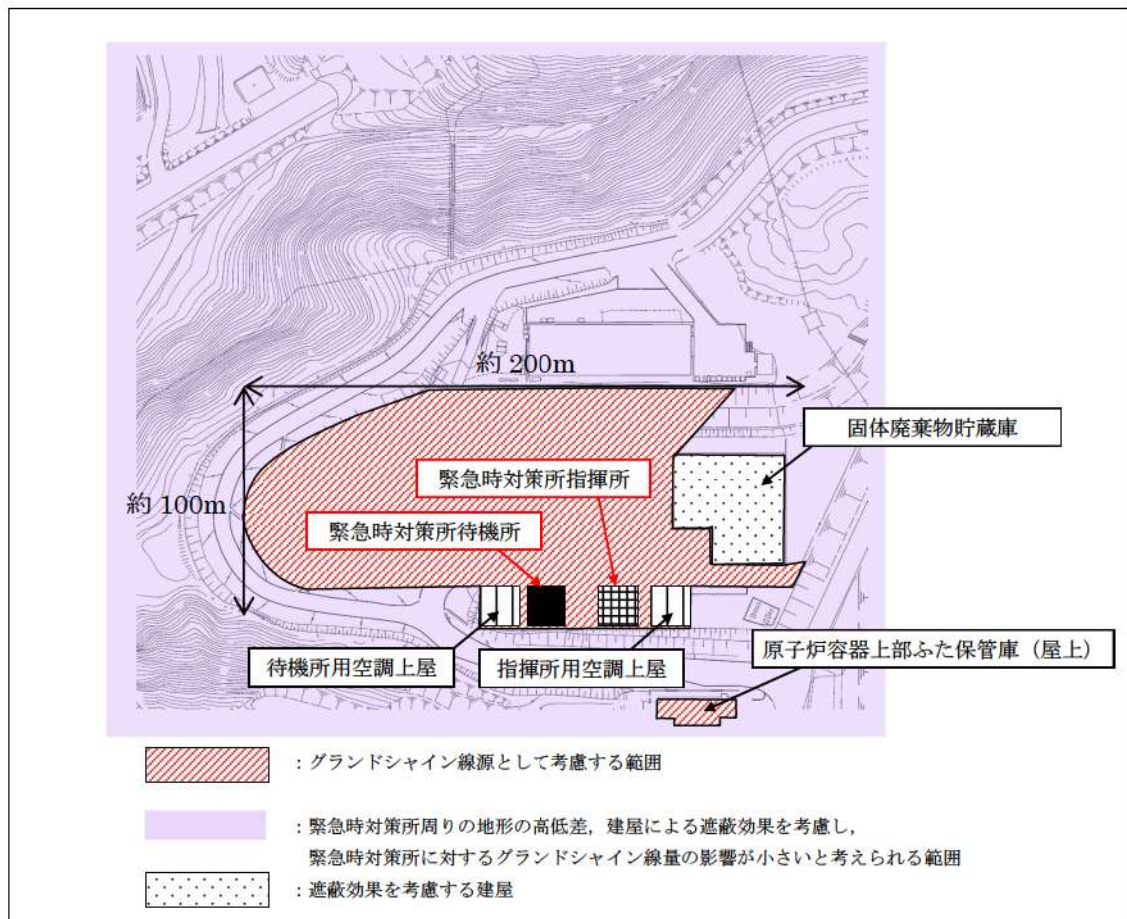 約 200m
固体廃棄物貯蔵庫
緊急時対策所指揮所
約 100m
緊急時対策所待機所
待機所用空調上屋
指揮所用空調上屋
原子炉容器上部ふた保管庫（屋上）
：グランドシャイン線源として考慮する範囲
：緊急時対策所周りの地形の高低差，建屋による遮蔽効果を考慮し，
緊急時対策所に対するグランドシャイン線量の影響が小さいと考えられる範囲
：遮蔽効果を考慮する建屋